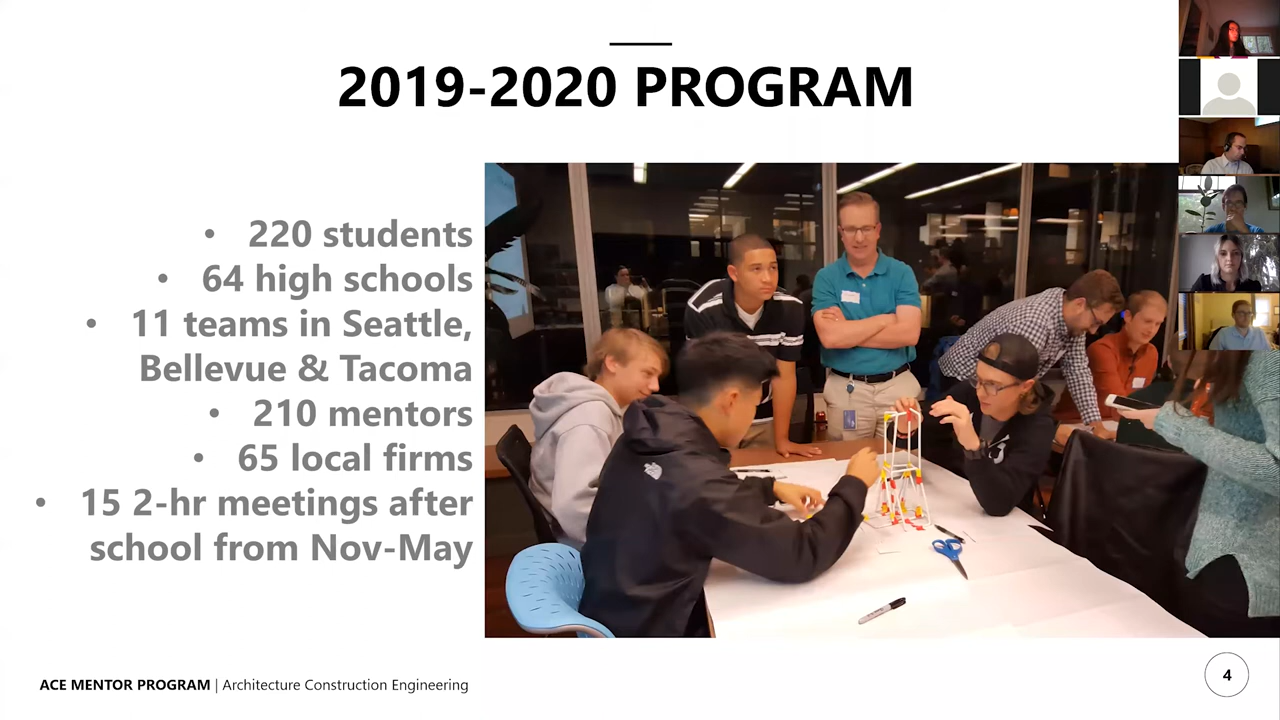 2019-2020 PROGRAM
• 220 students
• 64 high schools
• 11 teams in Seattle,
Bellevue & Tacoma
• 210 mentors
• 65 local firms
• 15 2-hr meetings after
school from Nov-May
ACE MENTOR PROGRAM | Architecture Construction Engineering
4